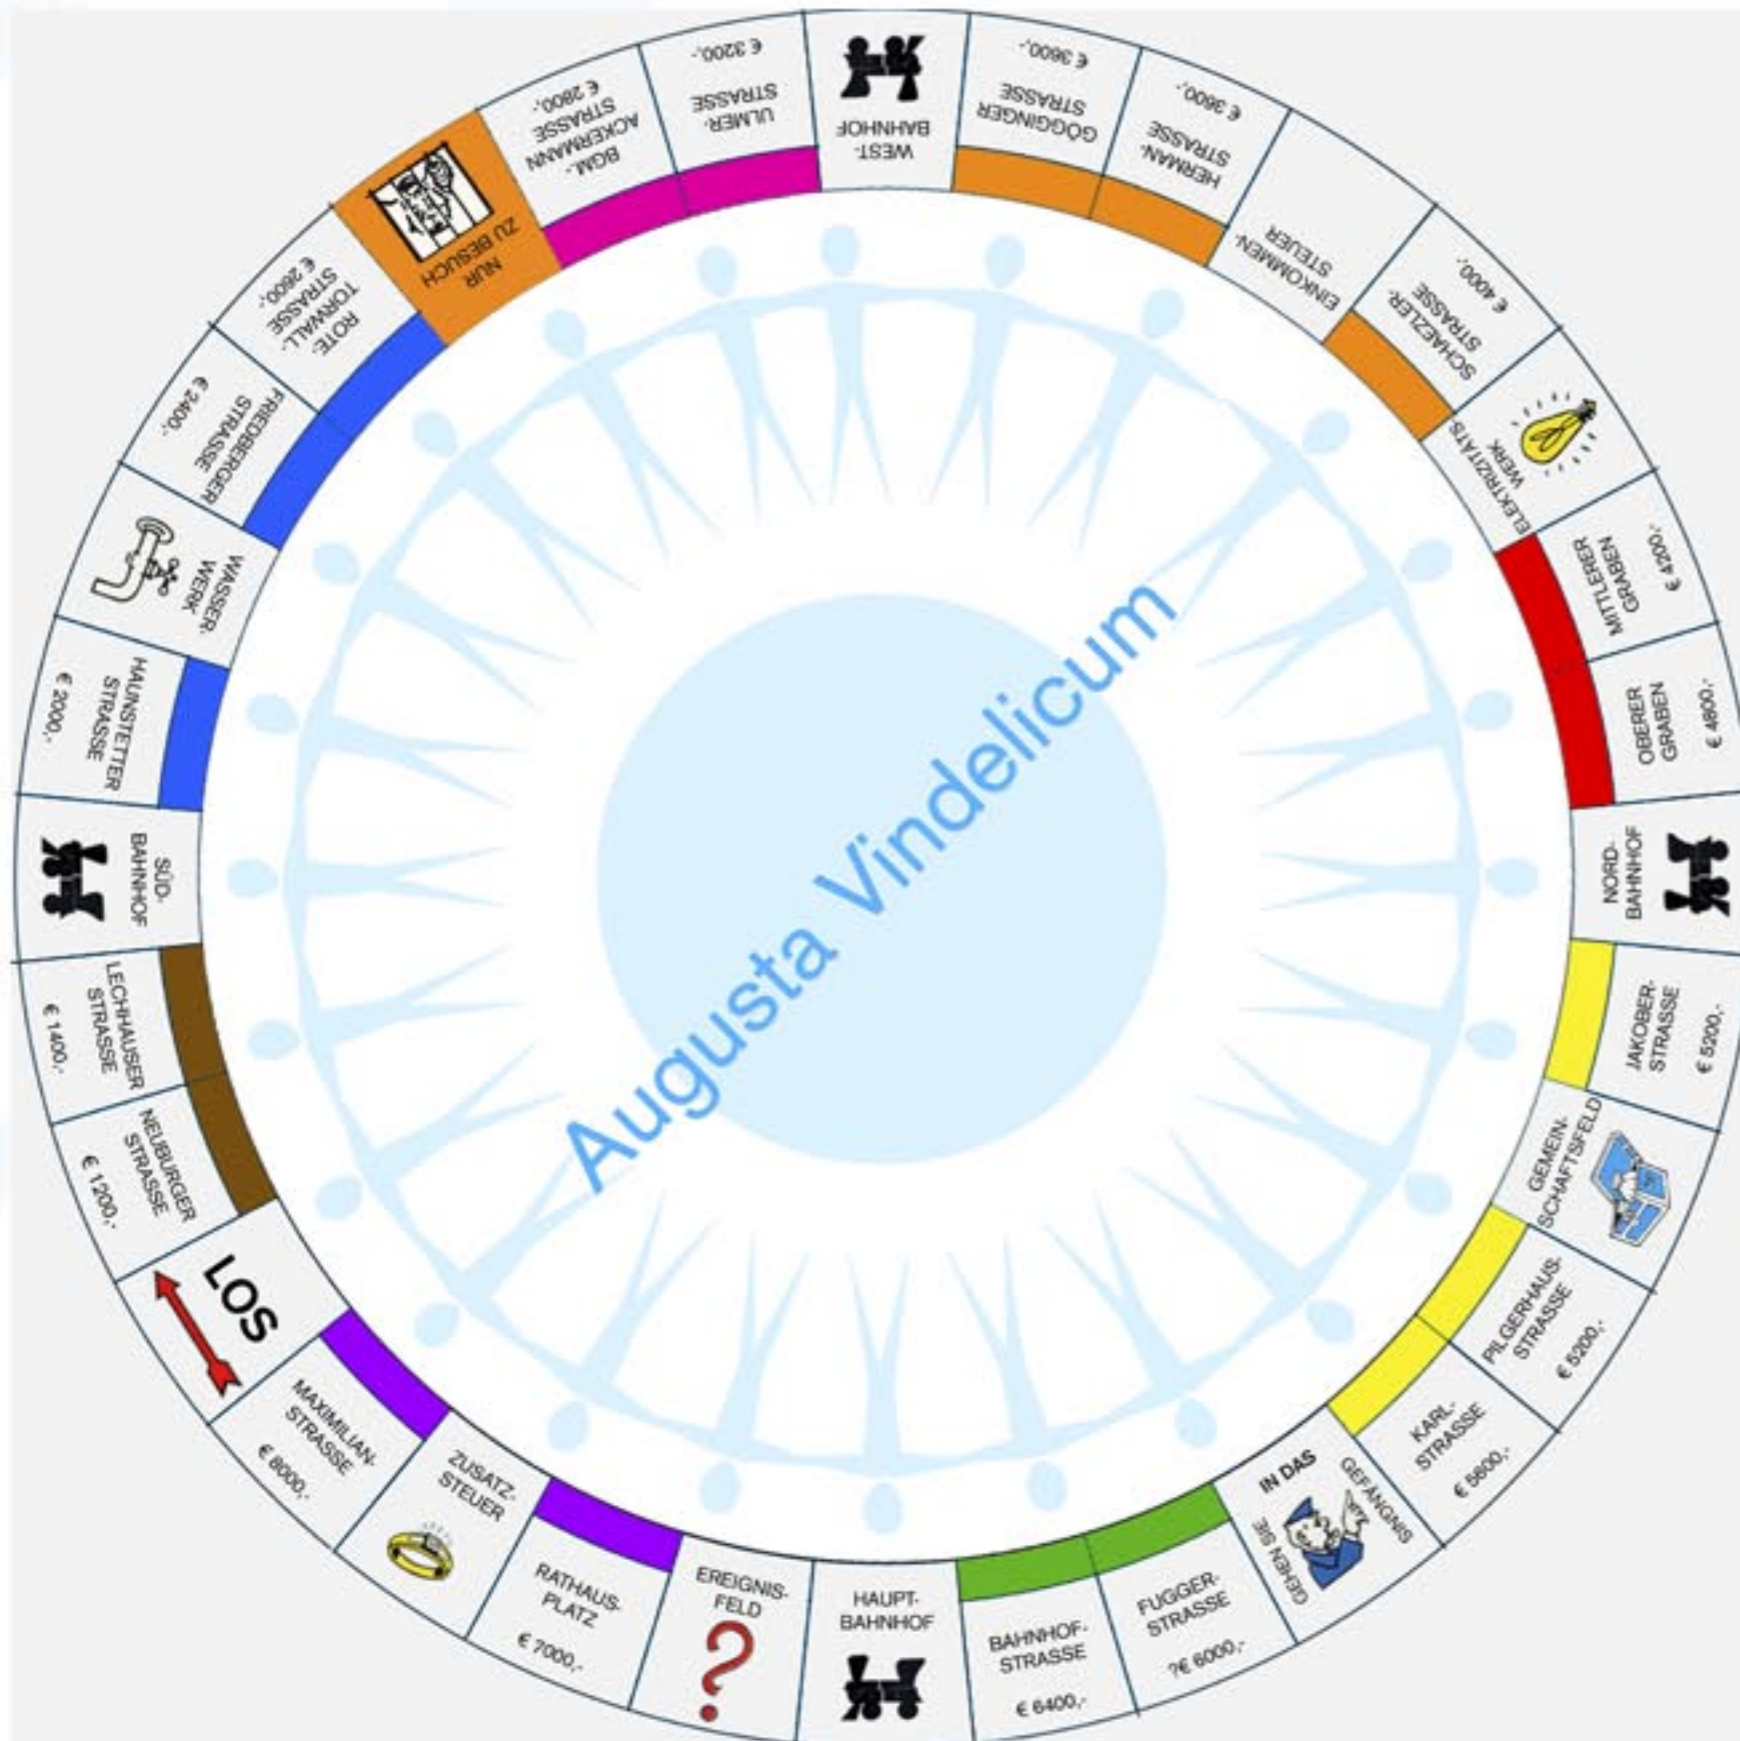 LOS
NEUBURGER
STRASSE
€ 1200,-
LECHHAUSER
STRASSE
€ 1400,-
SÜD-
BAHNHOF
HAUNSTETTER
STRASSE
€ 2000,-
WASSER-
WERK
FRIEDBERGER
STRASSE
€ 2400,-
ROTE-
TORWALL-
STRASSE
€ 2600,-
NUR
ZU BESUCH
BGM.-
ACKERMANN
STRASSE
€ 2800,-
ULMER-
STRASSE
€ 3200,-
WEST-
BAHNHOF
GÖGGINGER
STRASSE
€ 3600,-
HERMAN-
STRASSE
€ 3600,-
EINKOMMEN-
STEUER
SCHAEZLER-
STRASSE
€ 4000,-
ELEKTRIZITÄTS
WERK
MITTLERER
GRABEN
€ 4200,-
OBERER
GRABEN
€ 4800,-
NORD-
BAHNHOF
JAKOBER-
STRASSE
€ 5200,-
GEMEIN-
SCHAFTSFELD
PILGERHAUS-
STRASSE
€ 5200,-
KARL-
STRASSE
€ 5600,-
GEHEN SIE
IN DAS
GEFÄNGNIS
FUGGER-
STRASSE
?€ 6000,-
BAHNHOF-
STRASSE
€ 6400,-
HAUPT-
BAHNHOF
EREIGNIS-
FELD
?
RATHAUS-
PLATZ
€ 7000,-
ZUSATZ-
STEUER
MAXIMILIAN-
STRASSE
€ 8000,-
Augusta Vindelicum